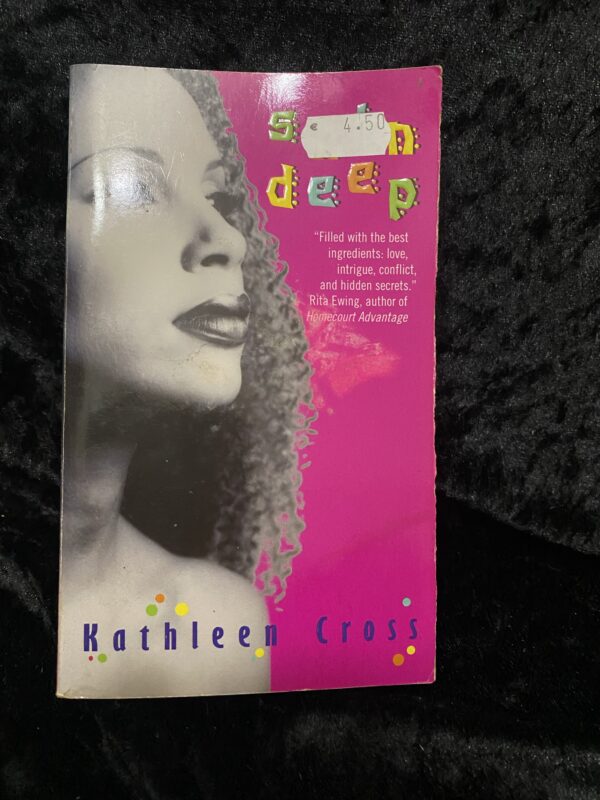 s n
€ 4.50
deep
“Filled with the best
ingredients: love,
intrigue, conflict,
and hidden secrets.”
Rita Ewing, author of
Homecourt Advantage
Kathleen Cross